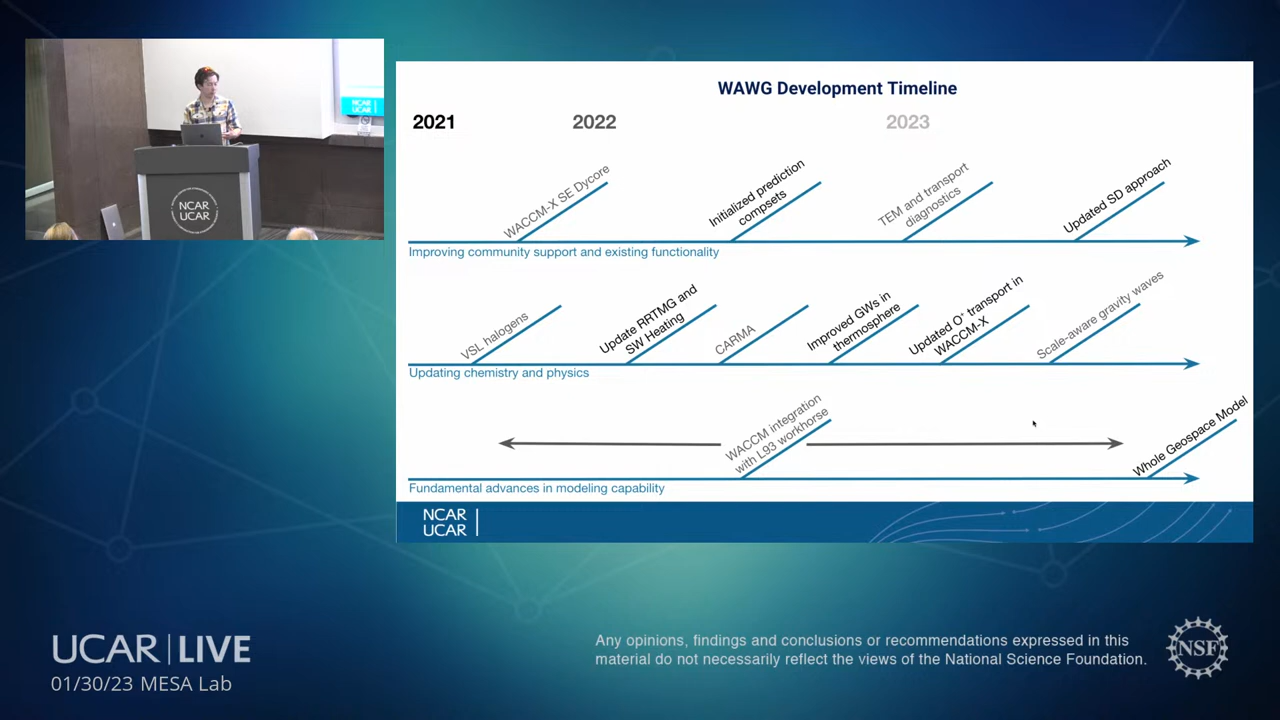 NCAR
UCAR
NCAR
UCAR
WAWG Development Timeline
2021
2022
2023
WACCM-X SE Dycore
Initialized prediction
compsets
TEM and transport
diagnostics
Updated SD approach
Improving community support and existing functionality
VSL halogens
Update RRTMG and
SW Heating
CARMA
Improved GWs in
thermosphere
Updated O⁺ transport in
WACCM-X
Scale-aware gravity waves
Updating chemistry and physics
WACCM integration
with L93 workhorse
Whole Geospace Model
Fundamental advances in modeling capability
NCAR
UCAR
UCAR | LIVE
01/30/23 MESA Lab
Any opinions, findings and conclusions or recommendations expressed in this
material do not necessarily reflect the views of the National Science Foundation.
NSF